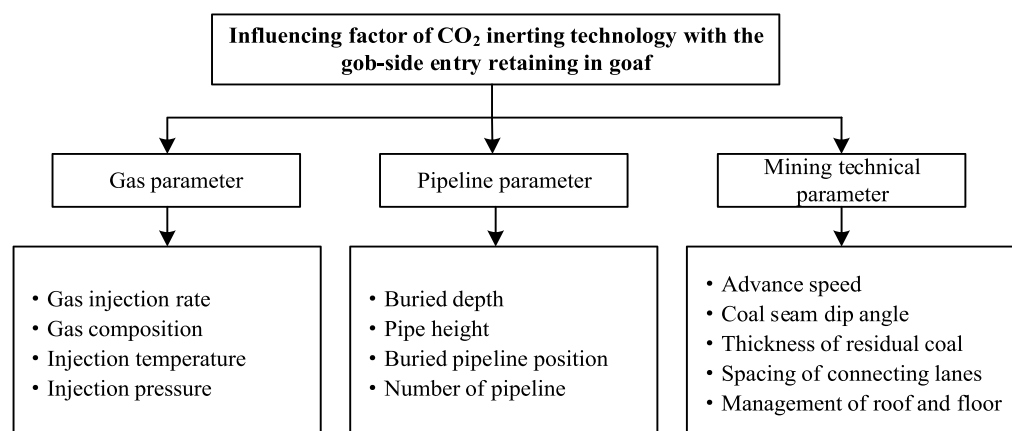 Influencing factor of CO₂ inerting technology with the
gob-side entry retaining in goaf
Gas parameter
Pipeline parameter
Mining technical
parameter
• Gas injection rate
• Gas composition
• Injection temperature
• Injection pressure
• Buried depth
• Pipe height
• Buried pipeline position
• Number of pipeline
• Advance speed
• Coal seam dip angle
• Thickness of residual coal
• Spacing of connecting lanes
• Management of roof and floor